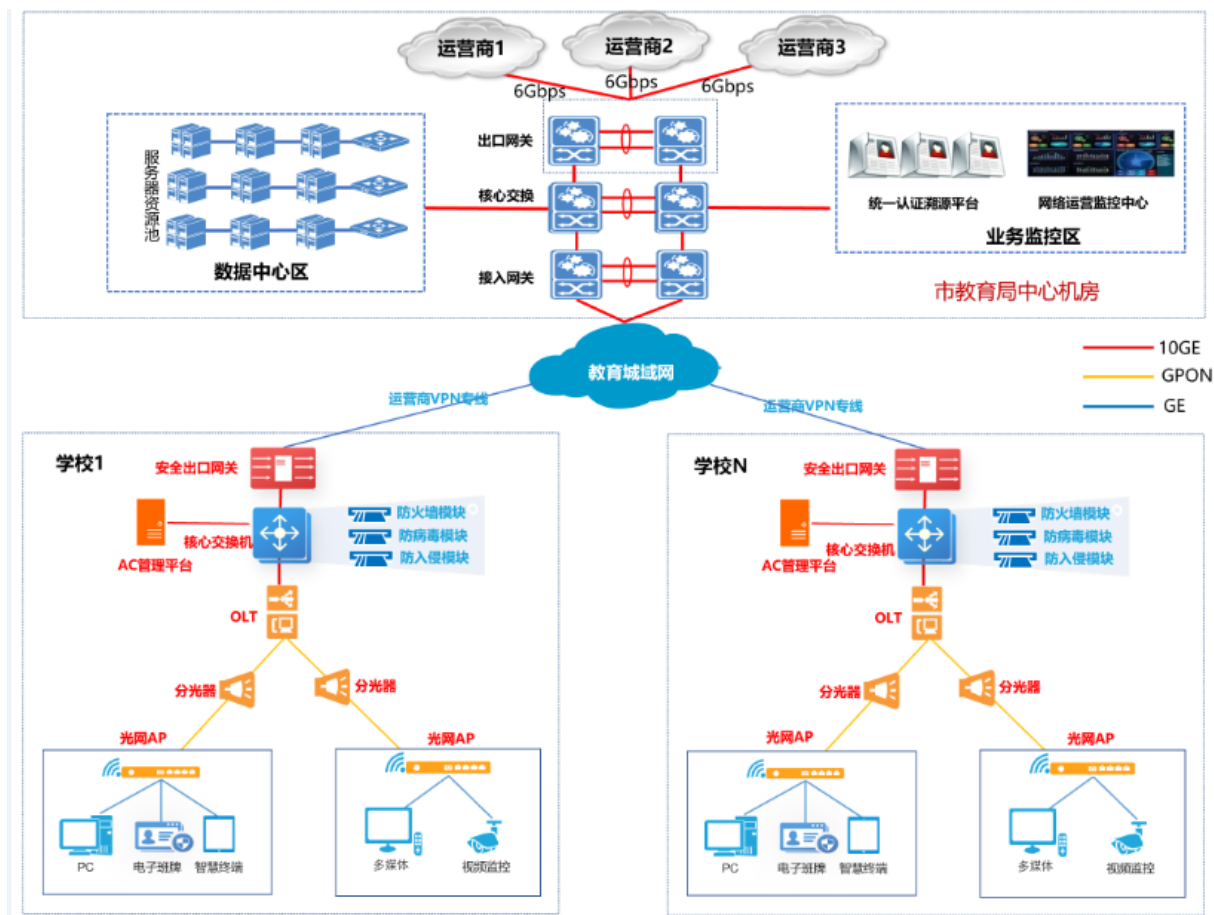 运营商1
运营商2
运营商3
6Gbps
6Gbps
6Gbps
出口网关
核心交换
接入网关
服务器资源池
数据中心区
统一认证溯源平台
网络运营监控中心
业务监控区
市教育局中心机房
教育城域网
10GE
GPON
GE
运营商VPN专线
运营商VPN专线
学校1
安全出口网关
防火墙模块
防病毒模块
防入侵模块
核心交换机
AC管理平台
OLT
分光器
分光器
光网AP
光网AP
PC
电子班牌
智慧终端
多媒体
视频监控
学校N
安全出口网关
防火墙模块
防病毒模块
防入侵模块
核心交换机
AC管理平台
OLT
分光器
分光器
光网AP
光网AP
PC
电子班牌
智慧终端
多媒体
视频监控